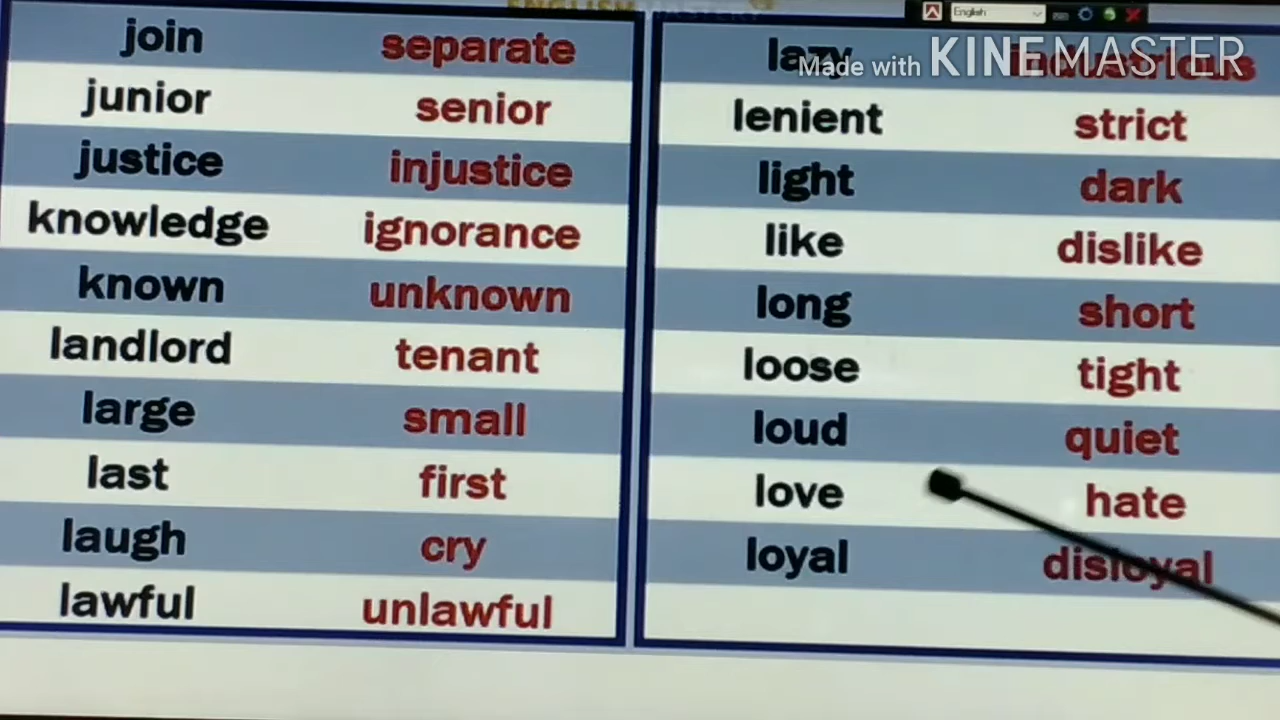 join separate
junior senior
justice injustice
knowledge ignorance
known unknown
landlord tenant
large small
last first
laugh cry
lawful unlawful
English
Made with KINEMASTER
lazy
lenient strict
light dark
like dislike
long short
loose tight
loud quiet
love hate
loyal disloyal